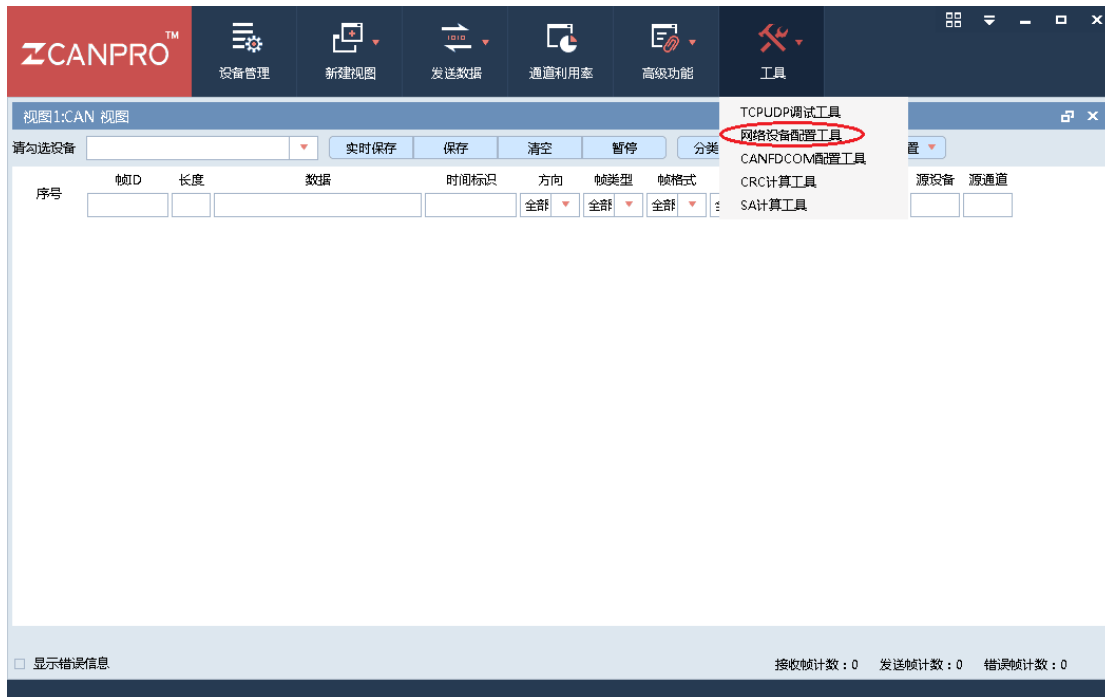 ZCANPRO™
设备管理
新建视图
发送数据
通道利用率
高级功能
工具
视图1:CAN 视图
TCPUDP调试工具
网络设备配置工具
CANFDCOM配置工具
CRC计算工具
SA计算工具
请勾选设备
实时保存
保存
清空
暂停
分类
置
序号
帧ID
长度
数据
时间标识
方向
帧类型
帧格式
源设备
源通道
全部
全部
全部
显示错误信息
接收帧计数：0
发送帧计数：0
错误帧计数：0